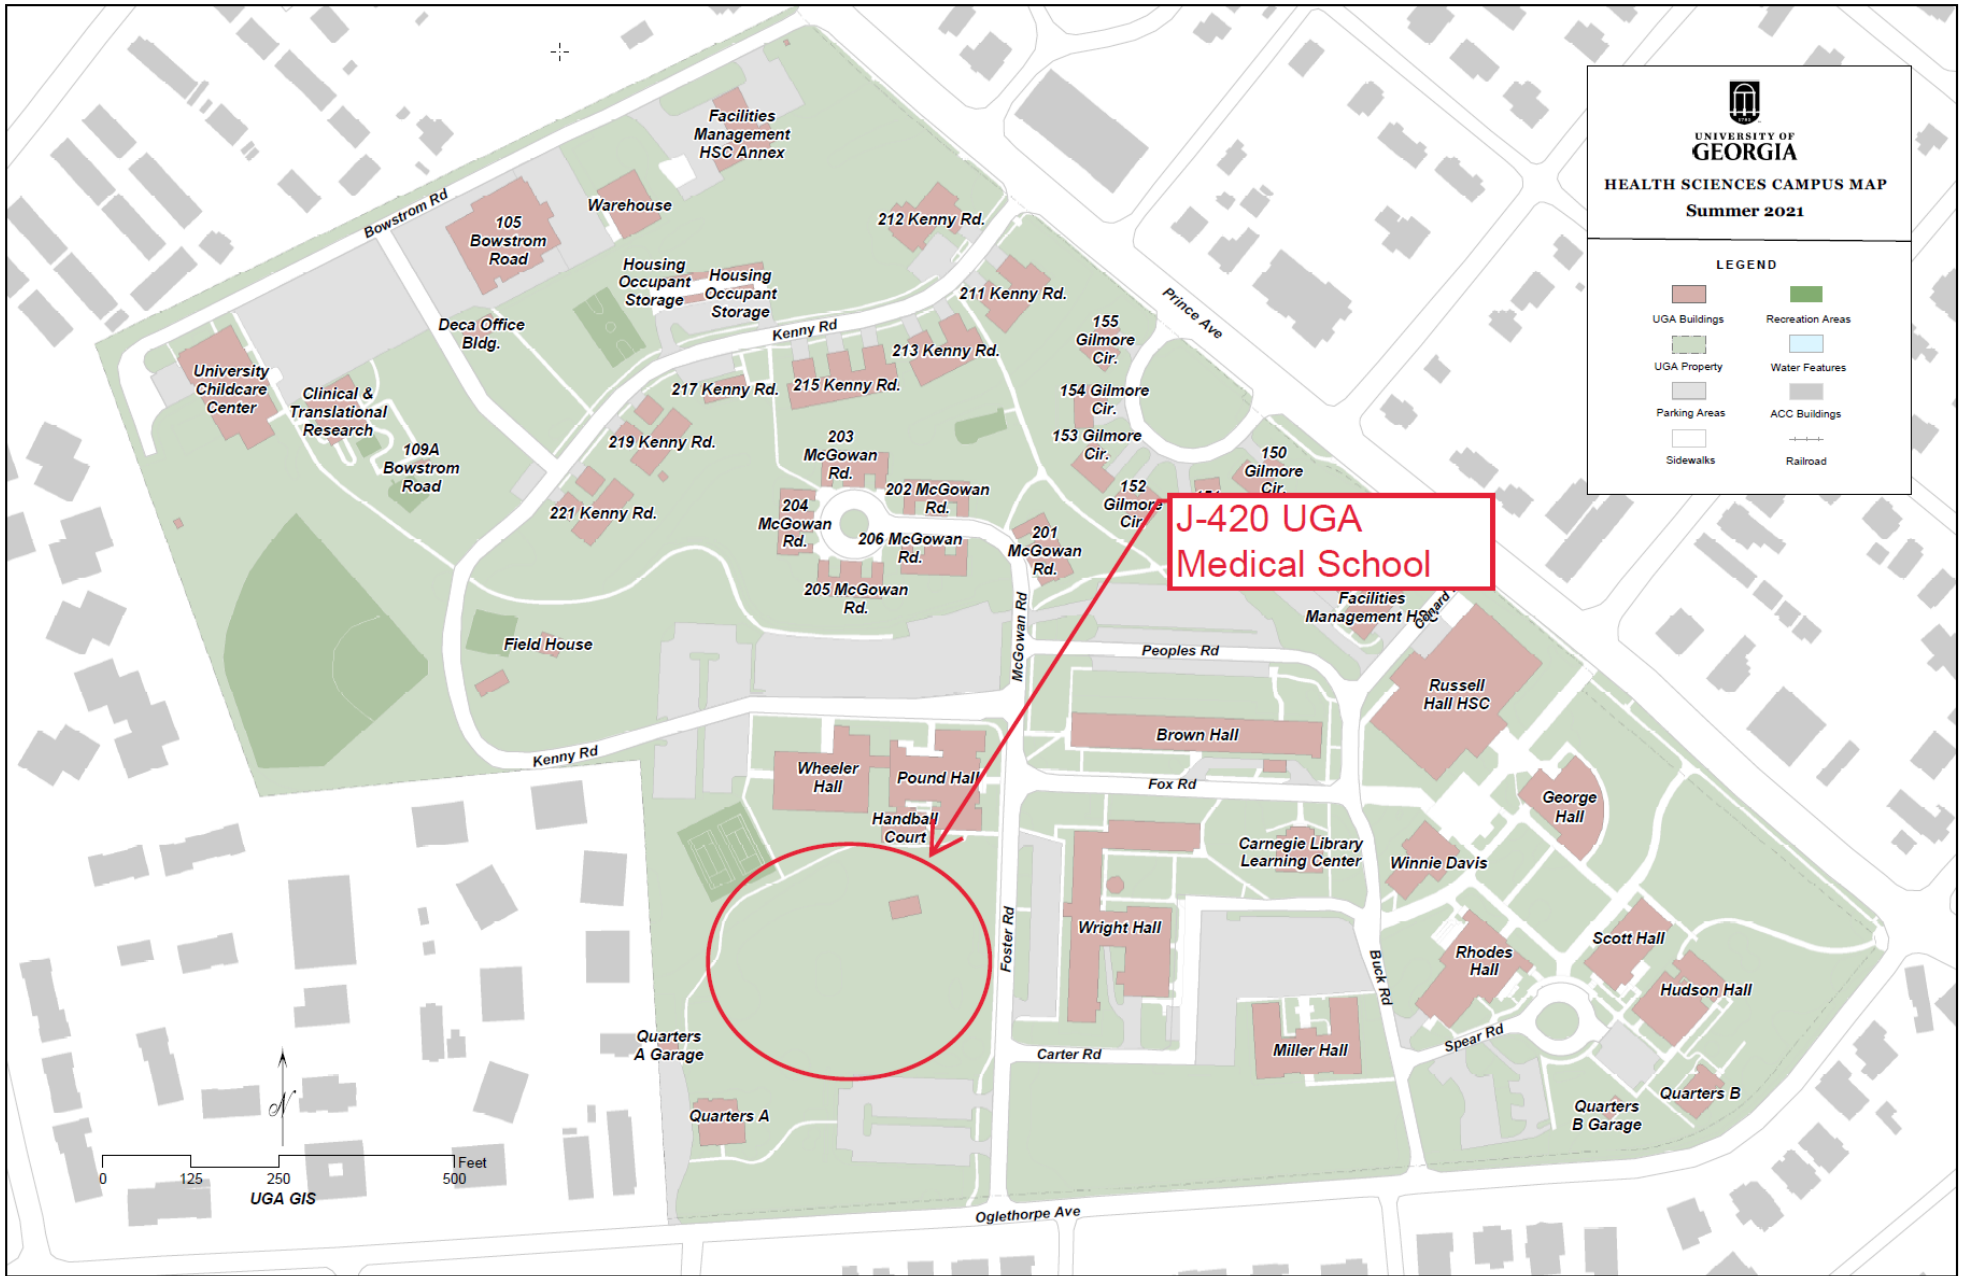 Facilities
Management
HSC Annex
Bowstrom Rd
105
Bowstrom
Road
Warehouse
212 Kenny Rd.
Housing
Occupant
Storage
Housing
Occupant
Storage
211 Kenny Rd.
Kenny Rd
Prince Ave
155
Gilmore
Cir.
Deca Office
Bldg.
213 Kenny Rd.
University
Childcare
Center
Clinical &
Translational
Research
217 Kenny Rd.
215 Kenny Rd.
154 Gilmore
Cir.
109A
Bowstrom
Road
219 Kenny Rd.
203
McGowan
Rd.
153 Gilmore
Cir.
150
Gilmore
Cir.
221 Kenny Rd.
204
McGowan
Rd.
202 McGowan
Rd.
152
Gilmore
Cir
206 McGowan
Rd.
201
McGowan
Rd.
205 McGowan
Rd.
J-420 UGA
Medical School
Facilities
Management HSC
Field House
McGowan Rd
Peoples Rd
Russell
Hall HSC
Kenny Rd
Brown Hall
Wheeler
Hall
Pound Hall
Fox Rd
George
Hall
Handball
Court
Carnegie Library
Learning Center
Winnie Davis
Foster Rd
Wright Hall
Buck Rd
Rhodes
Hall
Scott Hall
Hudson Hall
Quarters
A Garage
Carter Rd
Miller Hall
Spear Rd
Quarters A
Quarters
B Garage
Quarters B
Oglethorpe Ave
N
0 125 250 500
Feet
UGA GIS
1785
UNIVERSITY OF
GEORGIA
HEALTH SCIENCES CAMPUS MAP
Summer 2021
LEGEND
UGA Buildings
Recreation Areas
UGA Property
Water Features
Parking Areas
ACC Buildings
Sidewalks
Railroad